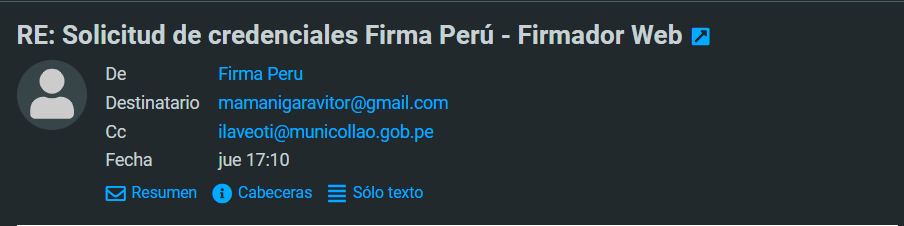 RE: Solicitud de credenciales Firma Perú - Firmador Web
De Firma Peru
Destinatario mamanigaravitor@gmail.com
Cc ilaveoti@municollao.gob.pe
Fecha jue 17:10
Resumen Cabeceras Sólo texto